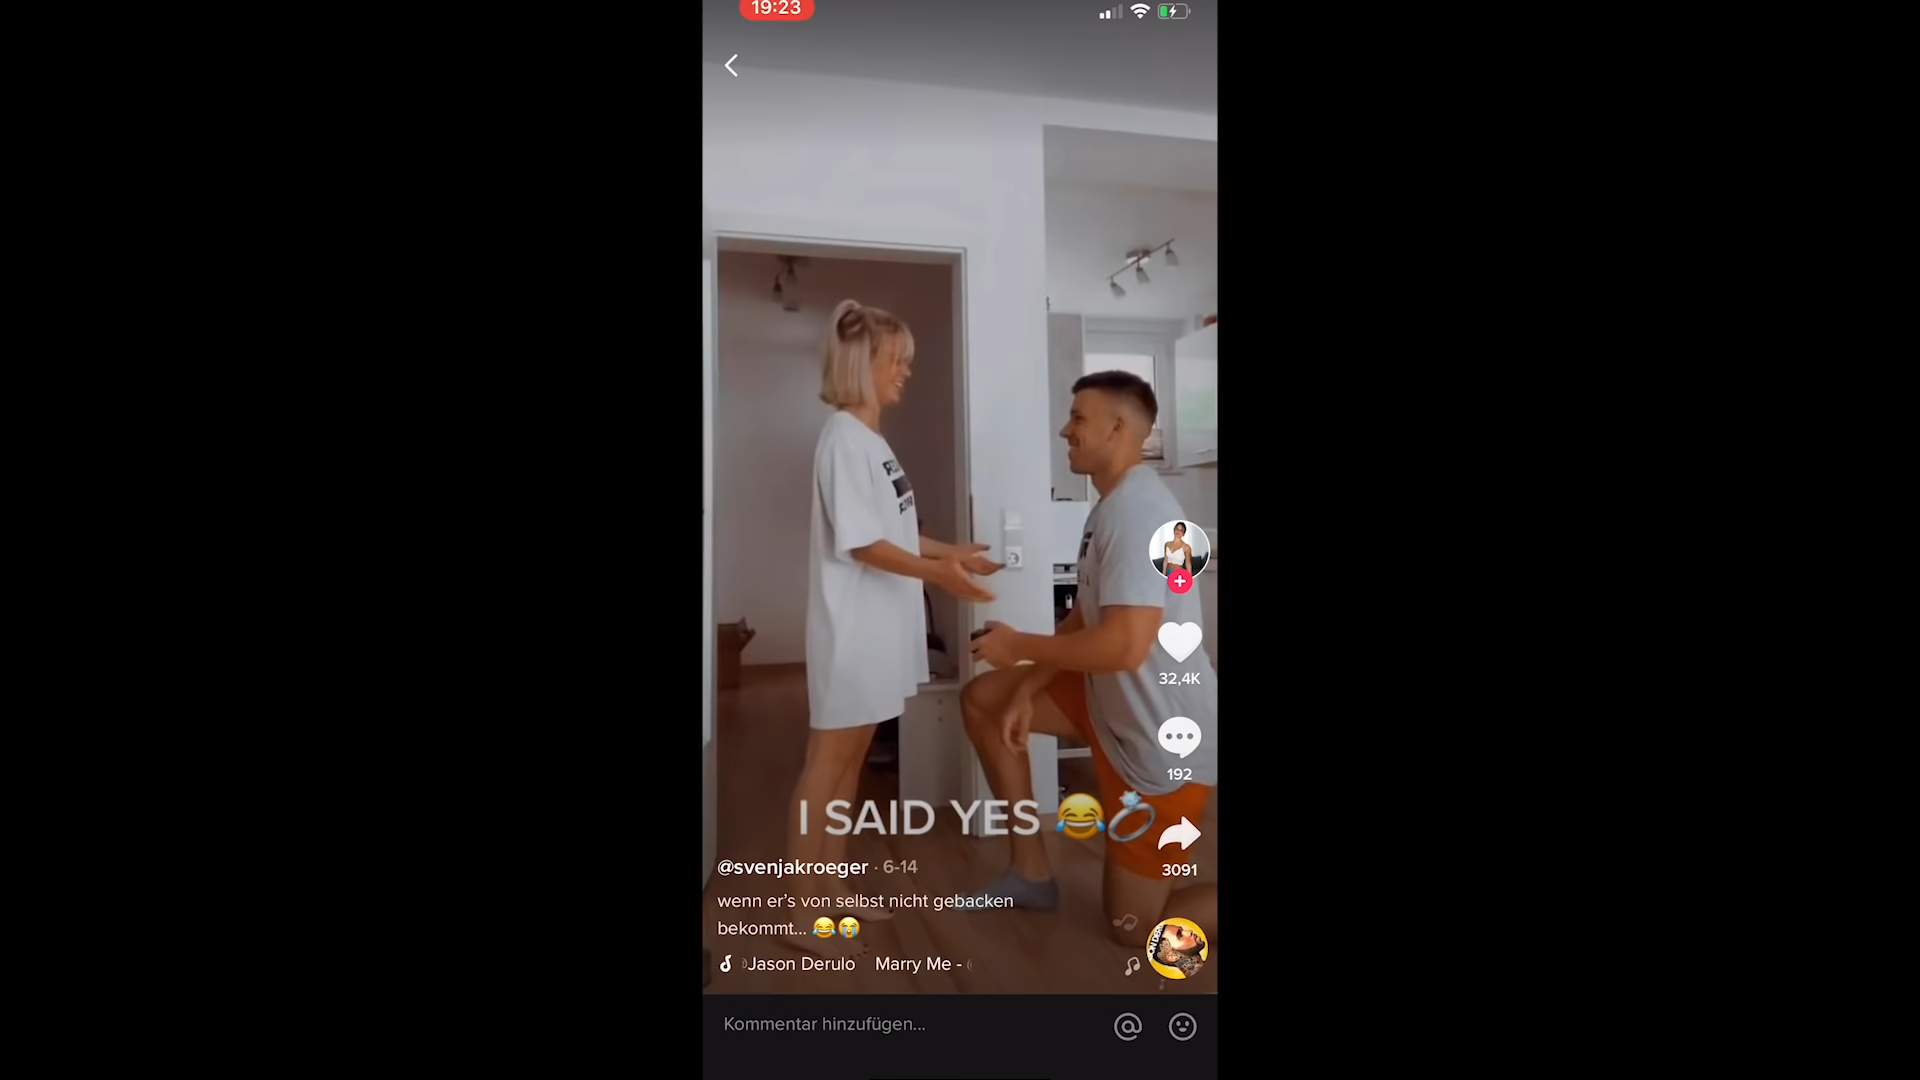 19:23
32,4K
192
I SAID YES 😂💍
3091
@svenjakroeger · 6-14
wenn er's von selbst nicht gebacken
bekommt... 😂😭
Jason Derulo Marry Me -
Kommentar hinzufügen...